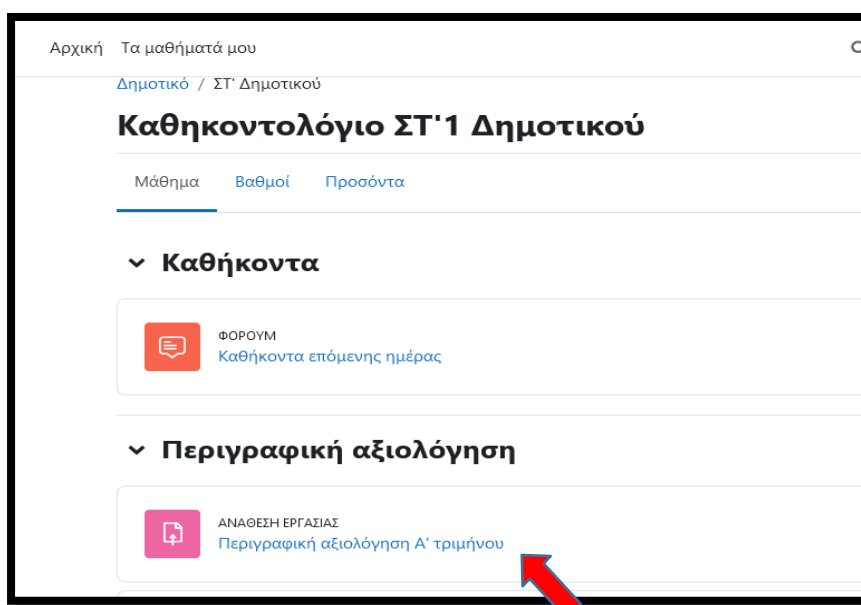 Αρχική Τα μαθήματά μου
Δημοτικό / ΣΤ' Δημοτικού
Καθηκοντολόγιο ΣΤ'1 Δημοτικού
Μάθημα Βαθμοί Προσόντα
Καθήκοντα
ΦΟΡΟΥΜ
Καθήκοντα επόμενης ημέρας
Περιγραφική αξιολόγηση
ΑΝΑΘΕΣΗ ΕΡΓΑΣΙΑΣ
Περιγραφική αξιολόγηση Α' τριμήνου